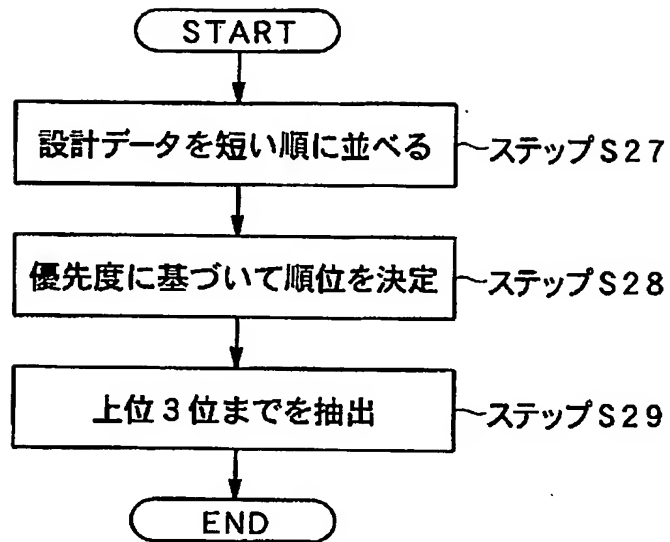 START
設計データを短い順に並べる
ステップS27
優先度に基づいて順位を決定
ステップS28
上位3位までを抽出
ステップS29
END